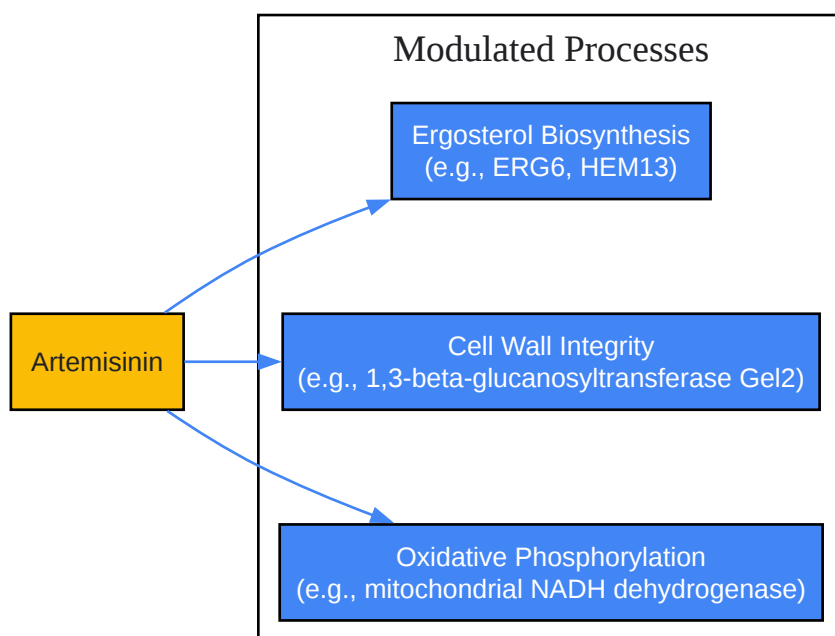 Modulated Processes
Ergosterol Biosynthesis
(e.g., ERG6, HEM13)
Artemisinin
Cell Wall Integrity
(e.g., 1,3-beta-glucanosyltransferase Gel2)
Oxidative Phosphorylation
(e.g., mitochondrial NADH dehydrogenase)